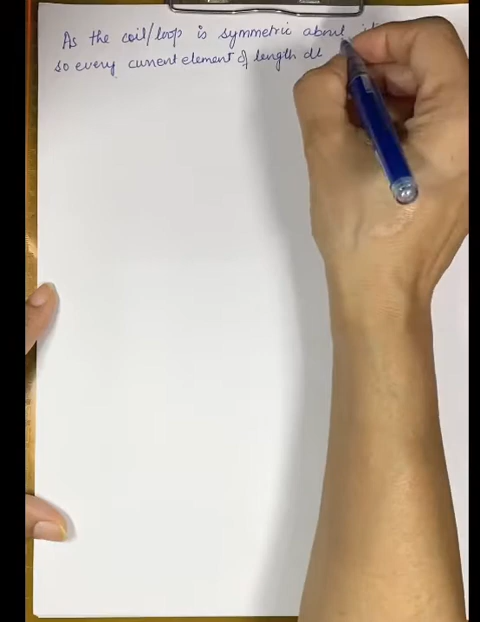 As the coil/loop is symmetric about
so every current element of length dl